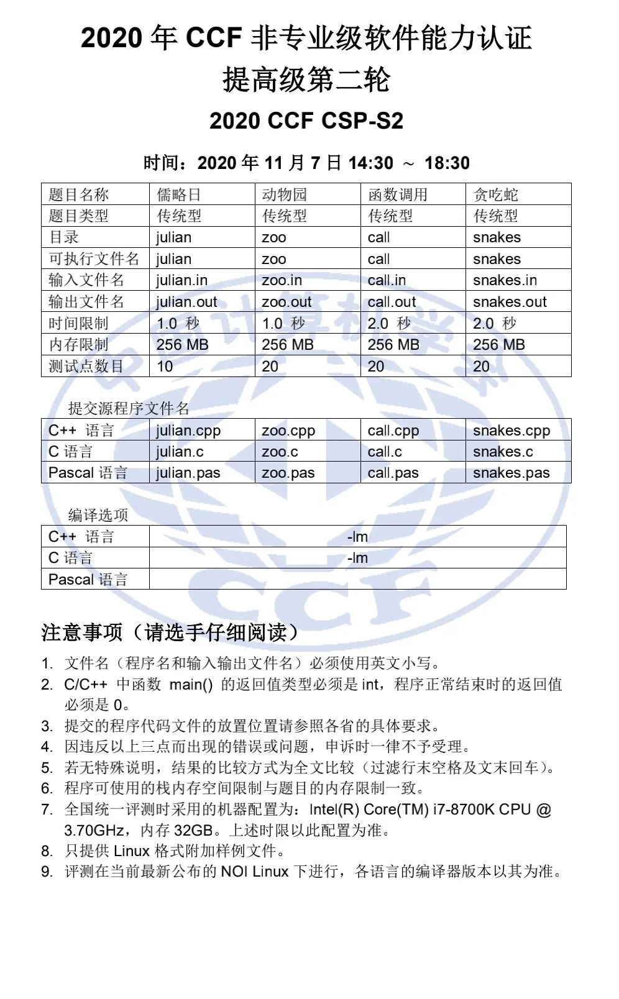 2020 年 CCF 非专业级软件能力认证
提高级第二轮
2020 CCF CSP-S2
时间：2020 年 11 月 7 日 14:30 ~ 18:30
题目名称 儒略日 动物园 函数调用 贪吃蛇
题目类型 传统型 传统型 传统型 传统型
目录 julian zoo call snakes
可执行文件名 julian zoo call snakes
输入文件名 julian.in zoo.in call.in snakes.in
输出文件名 julian.out zoo.out call.out snakes.out
时间限制 1.0 秒 1.0 秒 2.0 秒 2.0 秒
内存限制 256 MB 256 MB 256 MB 256 MB
测试点数目 10 20 20 20
提交源程序文件名
C++ 语言 julian.cpp zoo.cpp call.cpp snakes.cpp
C 语言 julian.c zoo.c call.c snakes.c
Pascal 语言 julian.pas zoo.pas call.pas snakes.pas
编译选项
C++ 语言 -lm
C 语言 -lm
Pascal 语言
注意事项（请选手仔细阅读）
1. 文件名（程序名和输入输出文件名）必须使用英文小写。
2. C/C++ 中函数 main() 的返回值类型必须是 int，程序正常结束时的返回值
必须是 0。
3. 提交的程序代码文件的放置位置请参照各省的具体要求。
4. 因违反以上三点而出现的错误或问题，申诉时一律不予受理。
5. 若无特殊说明，结果的比较方式为全文比较（过滤行末空格及文末回车）。
6. 程序可使用的栈内存空间限制与题目的内存限制一致。
7. 全国统一评测时采用的机器配置为：Intel(R) Core(TM) i7-8700K CPU @
3.70GHz，内存 32GB。上述时限以此配置为准。
8. 只提供 Linux 格式附加样例文件。
9. 评测在当前最新公布的 NOI Linux 下进行，各语言的编译器版本以其为准。
中国计算机学会
CCF